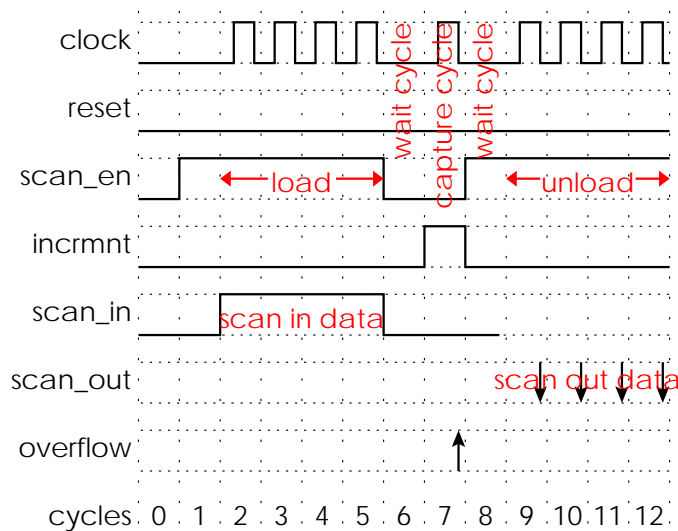 clock
wait cycle
capture cycle
wait cycle
reset
scan_en
load
unload
incrmnt
scan_in
scan in data
scan_out
scan out data
overflow
cycles 0 1 2 3 4 5 6 7 8 9 10 11 12